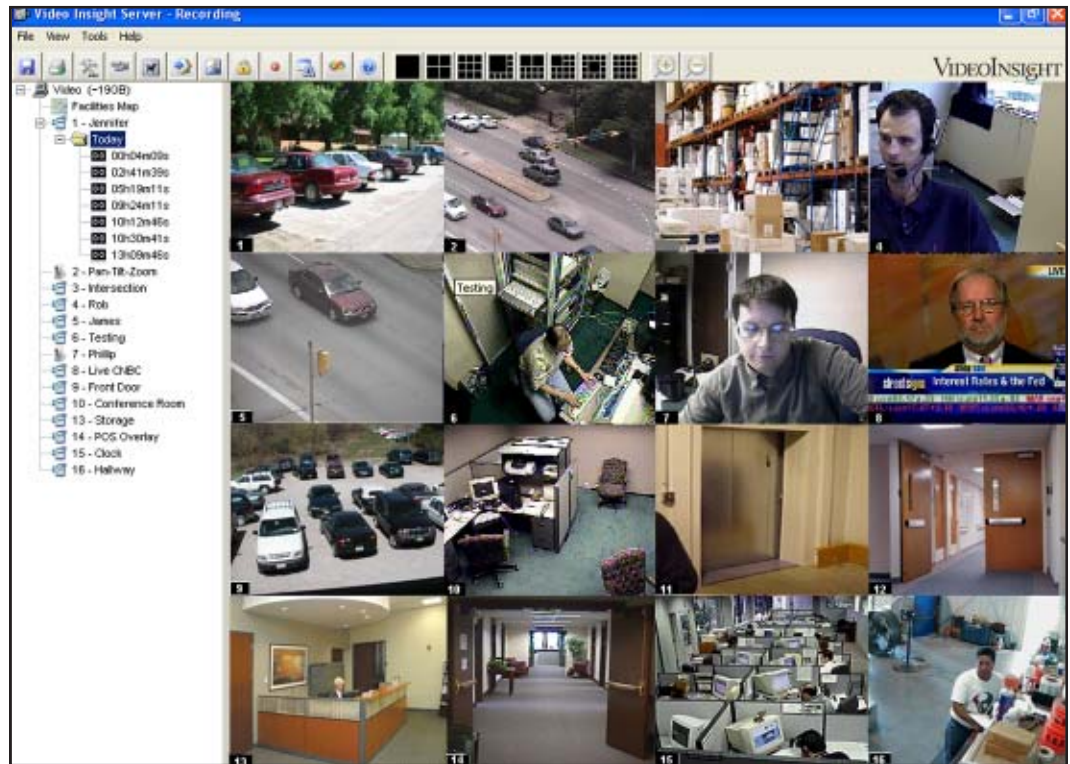 Video Insight Server - Recording
File View Tools Help
VIDEOINSIGHT
Video (~19GB)
Facilities Map
1 - Jennifer
Today
00h04m09s
02h41m39s
05h19m11s
09h24m11s
10h12m46s
10h30m41s
13h09m46s
2 - Pan-Tilt-Zoom
3 - Intersection
4 - Rob
5 - James
6 - Testing
7 - Phillip
8 - Live CNBC
9 - Front Door
10 - Conference Room
13 - Storage
14 - POS Overlay
15 - Clock
16 - Hallway
1
2
4
Testing
LIVE
street signs Interest Rates & the Fed
5
6
7
8
9
10
11
12
13
14
15
16